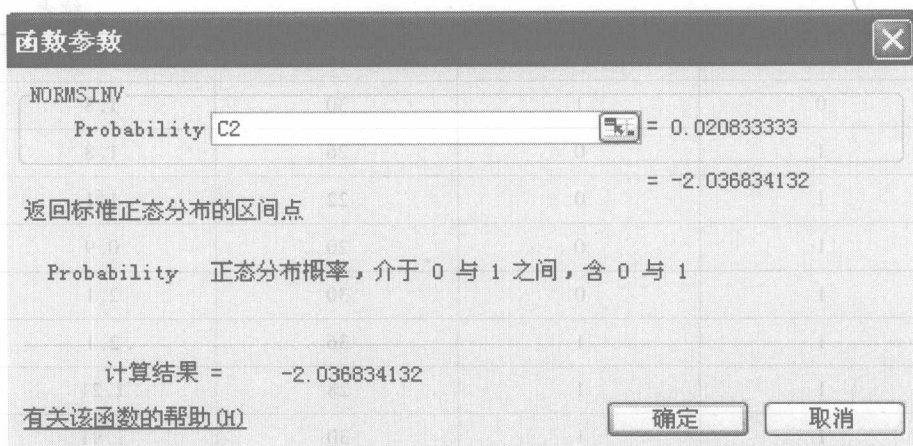 函数参数
NORMSINV
Probability C2 = 0.020833333
= -2.036834132
返回标准正态分布的区间点
Probability 正态分布概率，介于 0 与 1 之间，含 0 与 1
计算结果 = -2.036834132
有关该函数的帮助(H) 确定 取消